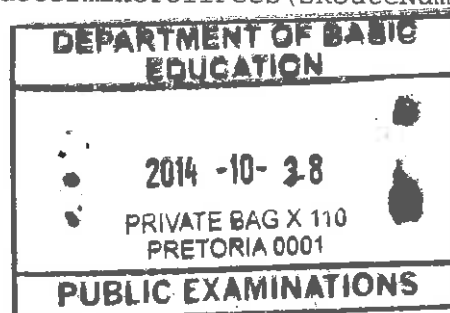 DEPARTMENT OF BASIC
EDUCATION
2014 -10- 28
PRIVATE BAG X 110
PRETORIA 0001
PUBLIC EXAMINATIONS